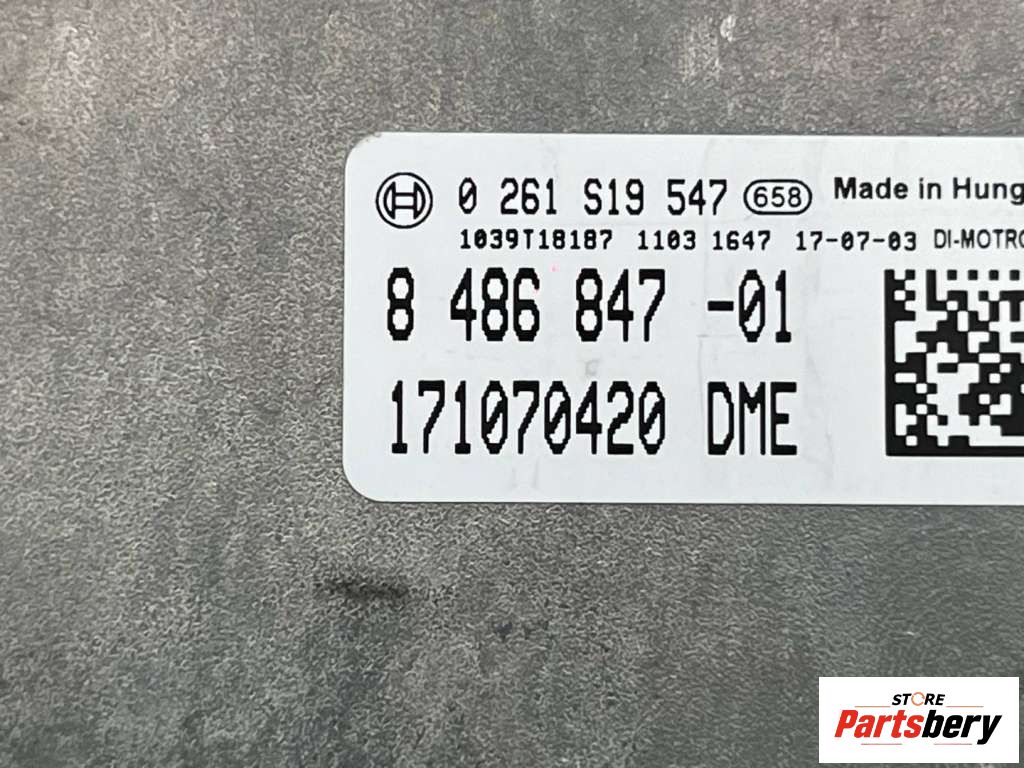 0 261 S19 547 658 Made in Hung
1039T18187 1103 1647 17-07-03 DI-MOTRO
8 486 847 -01
171070420 DME
STORE
Partsbery